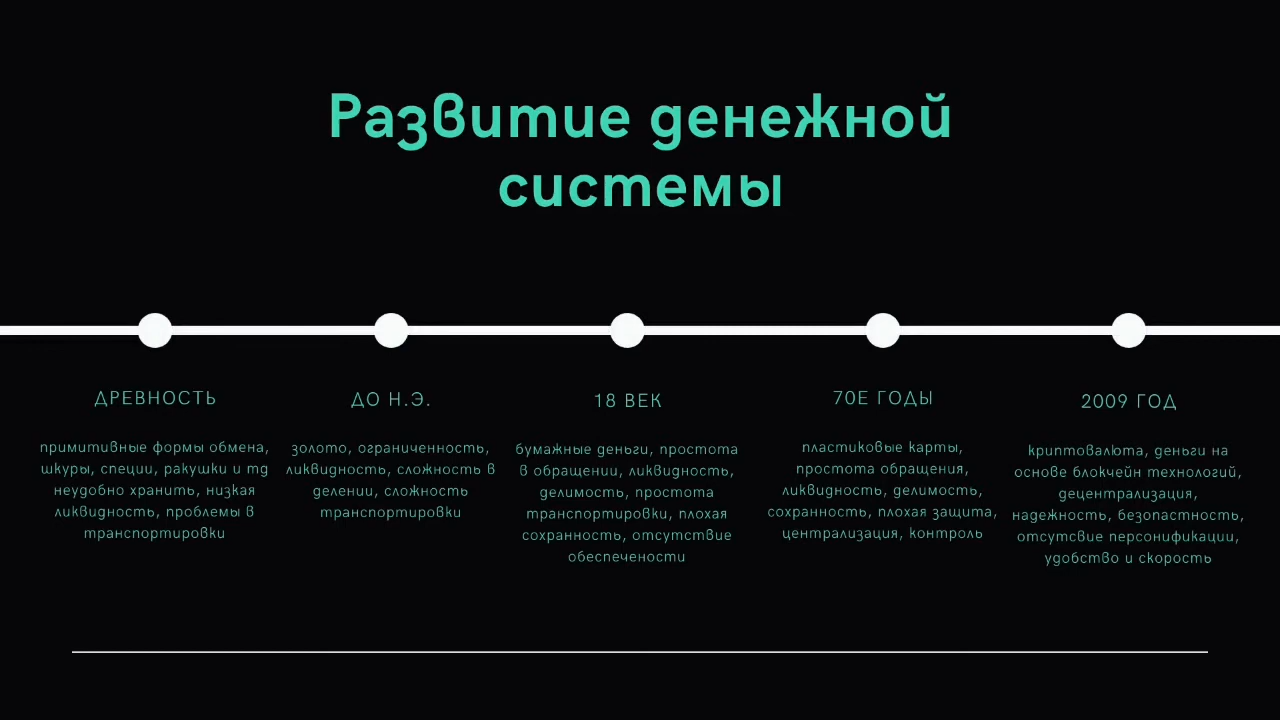 Развитие денежной
системы
ДРЕВНОСТЬ
примитивные формы обмена,
шкуры, специи, ракушки и тд
неудобно хранить, низкая
ликвидность, проблемы в
транспортировки
ДО Н.Э.
золото, ограниченность,
ликвидность, сложность в
делении, сложность
транспортировки
18 ВЕК
бумажные деньги, простота
в обращении, ликвидность,
делимость, простота
транспортировки, плохая
сохранность, отсутствие
обеспечености
70Е ГОДЫ
пластиковые карты,
простота обращения,
ликвидность, делимость,
сохранность, плохая защита,
централизация, контроль
2009 ГОД
криптовалюта, деньги на
основе блокчейн технологий,
децентрализация,
надежность, безопастность,
отсутсвие персонификации,
удобство и скорость